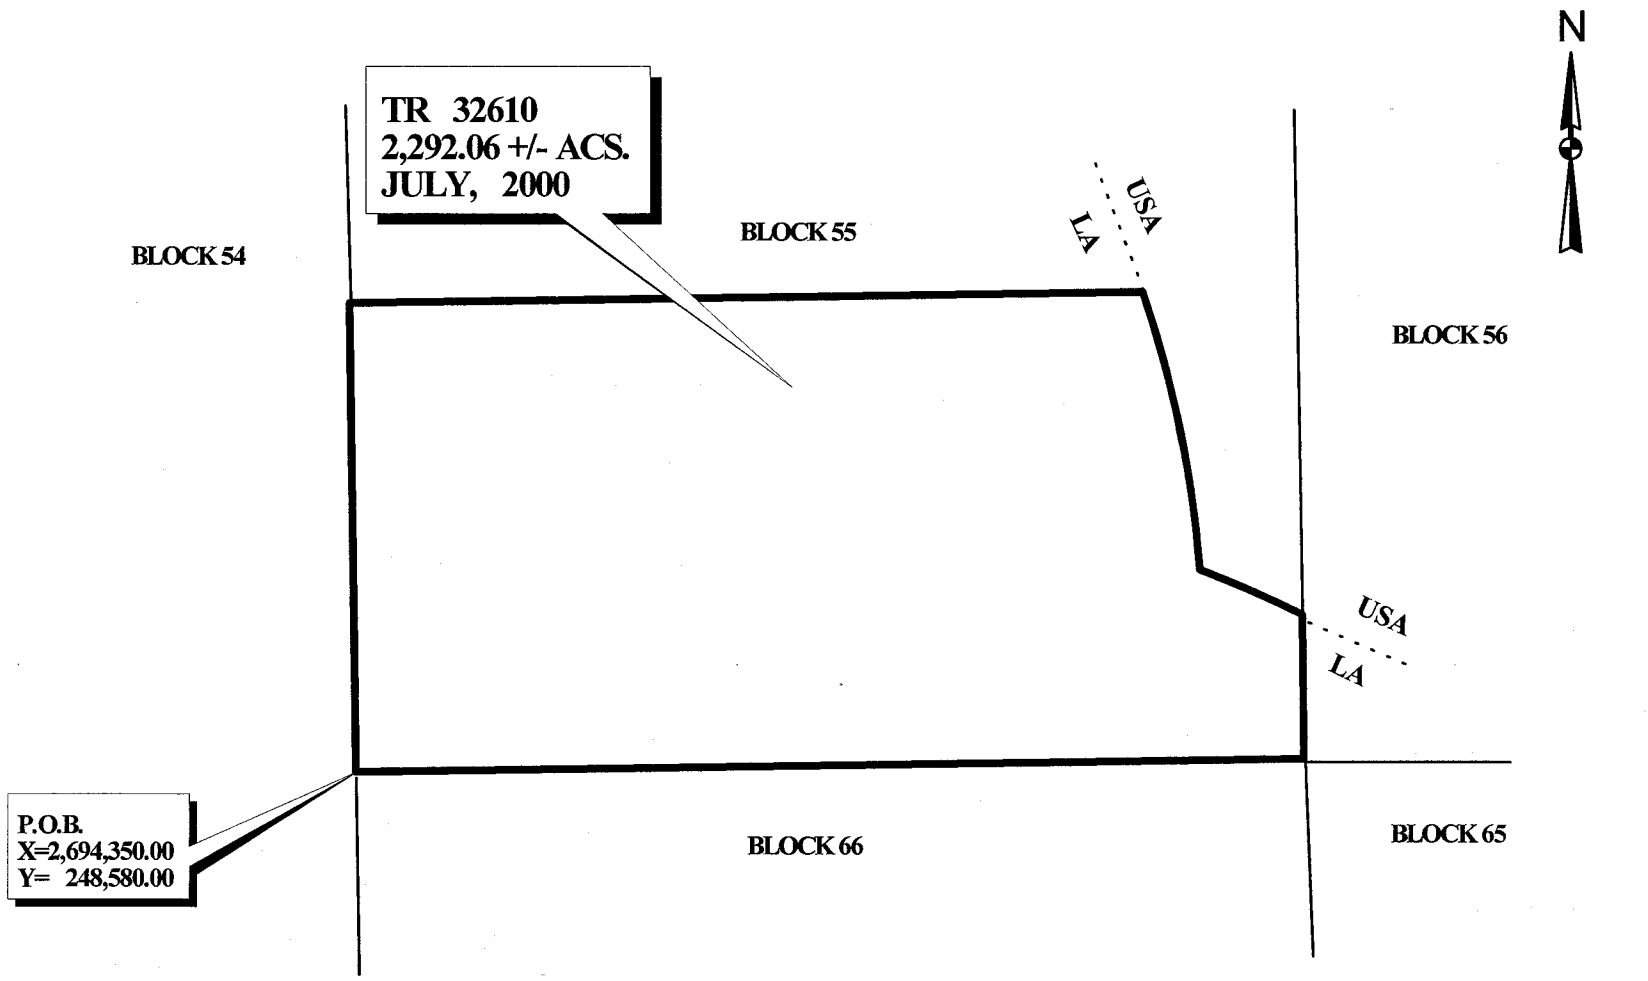 N
TR 32610
2,292.06 +/- ACS.
JULY, 2000
USA
LA
BLOCK 55
BLOCK 54
BLOCK 56
USA
LA
P.O.B.
X=2,694,350.00
Y= 248,580.00
BLOCK 66
BLOCK 65